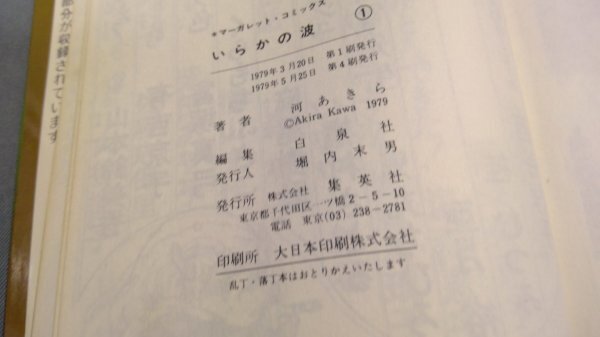 部分が収録されています
*マーガレット・コミックス
いらかの波 ①
1979年3月20日 第1刷発行
1979年5月25日 第4刷発行
著者 河あきら
©Akira Kawa 1979
編集 白泉社
発行人 堀内末男
発行所 株式会社 集英社
東京都千代田区一ツ橋2-5-10
電話 東京(03) 238-2781
印刷所 大日本印刷株式会社
乱丁・落丁本はおとりかえいたします